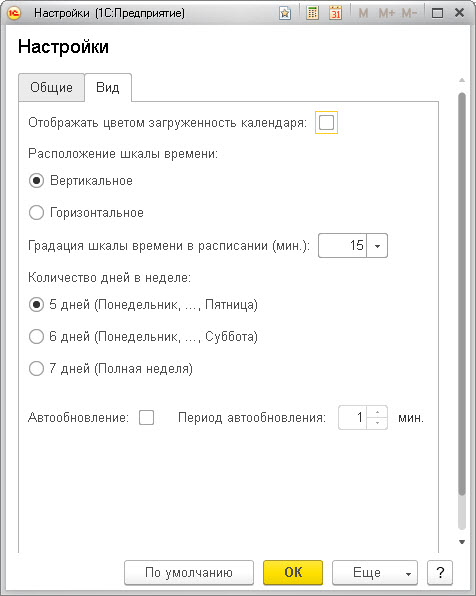 Настройки (1С:Предприятие)
M M+ M−
Настройки
Общие Вид
Отображать цветом загруженность календаря:
Расположение шкалы времени:
Вертикальное
Горизонтальное
Градация шкалы времени в расписании (мин.): 15
Количество дней в неделе:
5 дней (Понедельник, ..., Пятница)
6 дней (Понедельник, ..., Суббота)
7 дней (Полная неделя)
Автообновление: Период автообновления: 1 мин.
По умолчанию ОК Еще ?